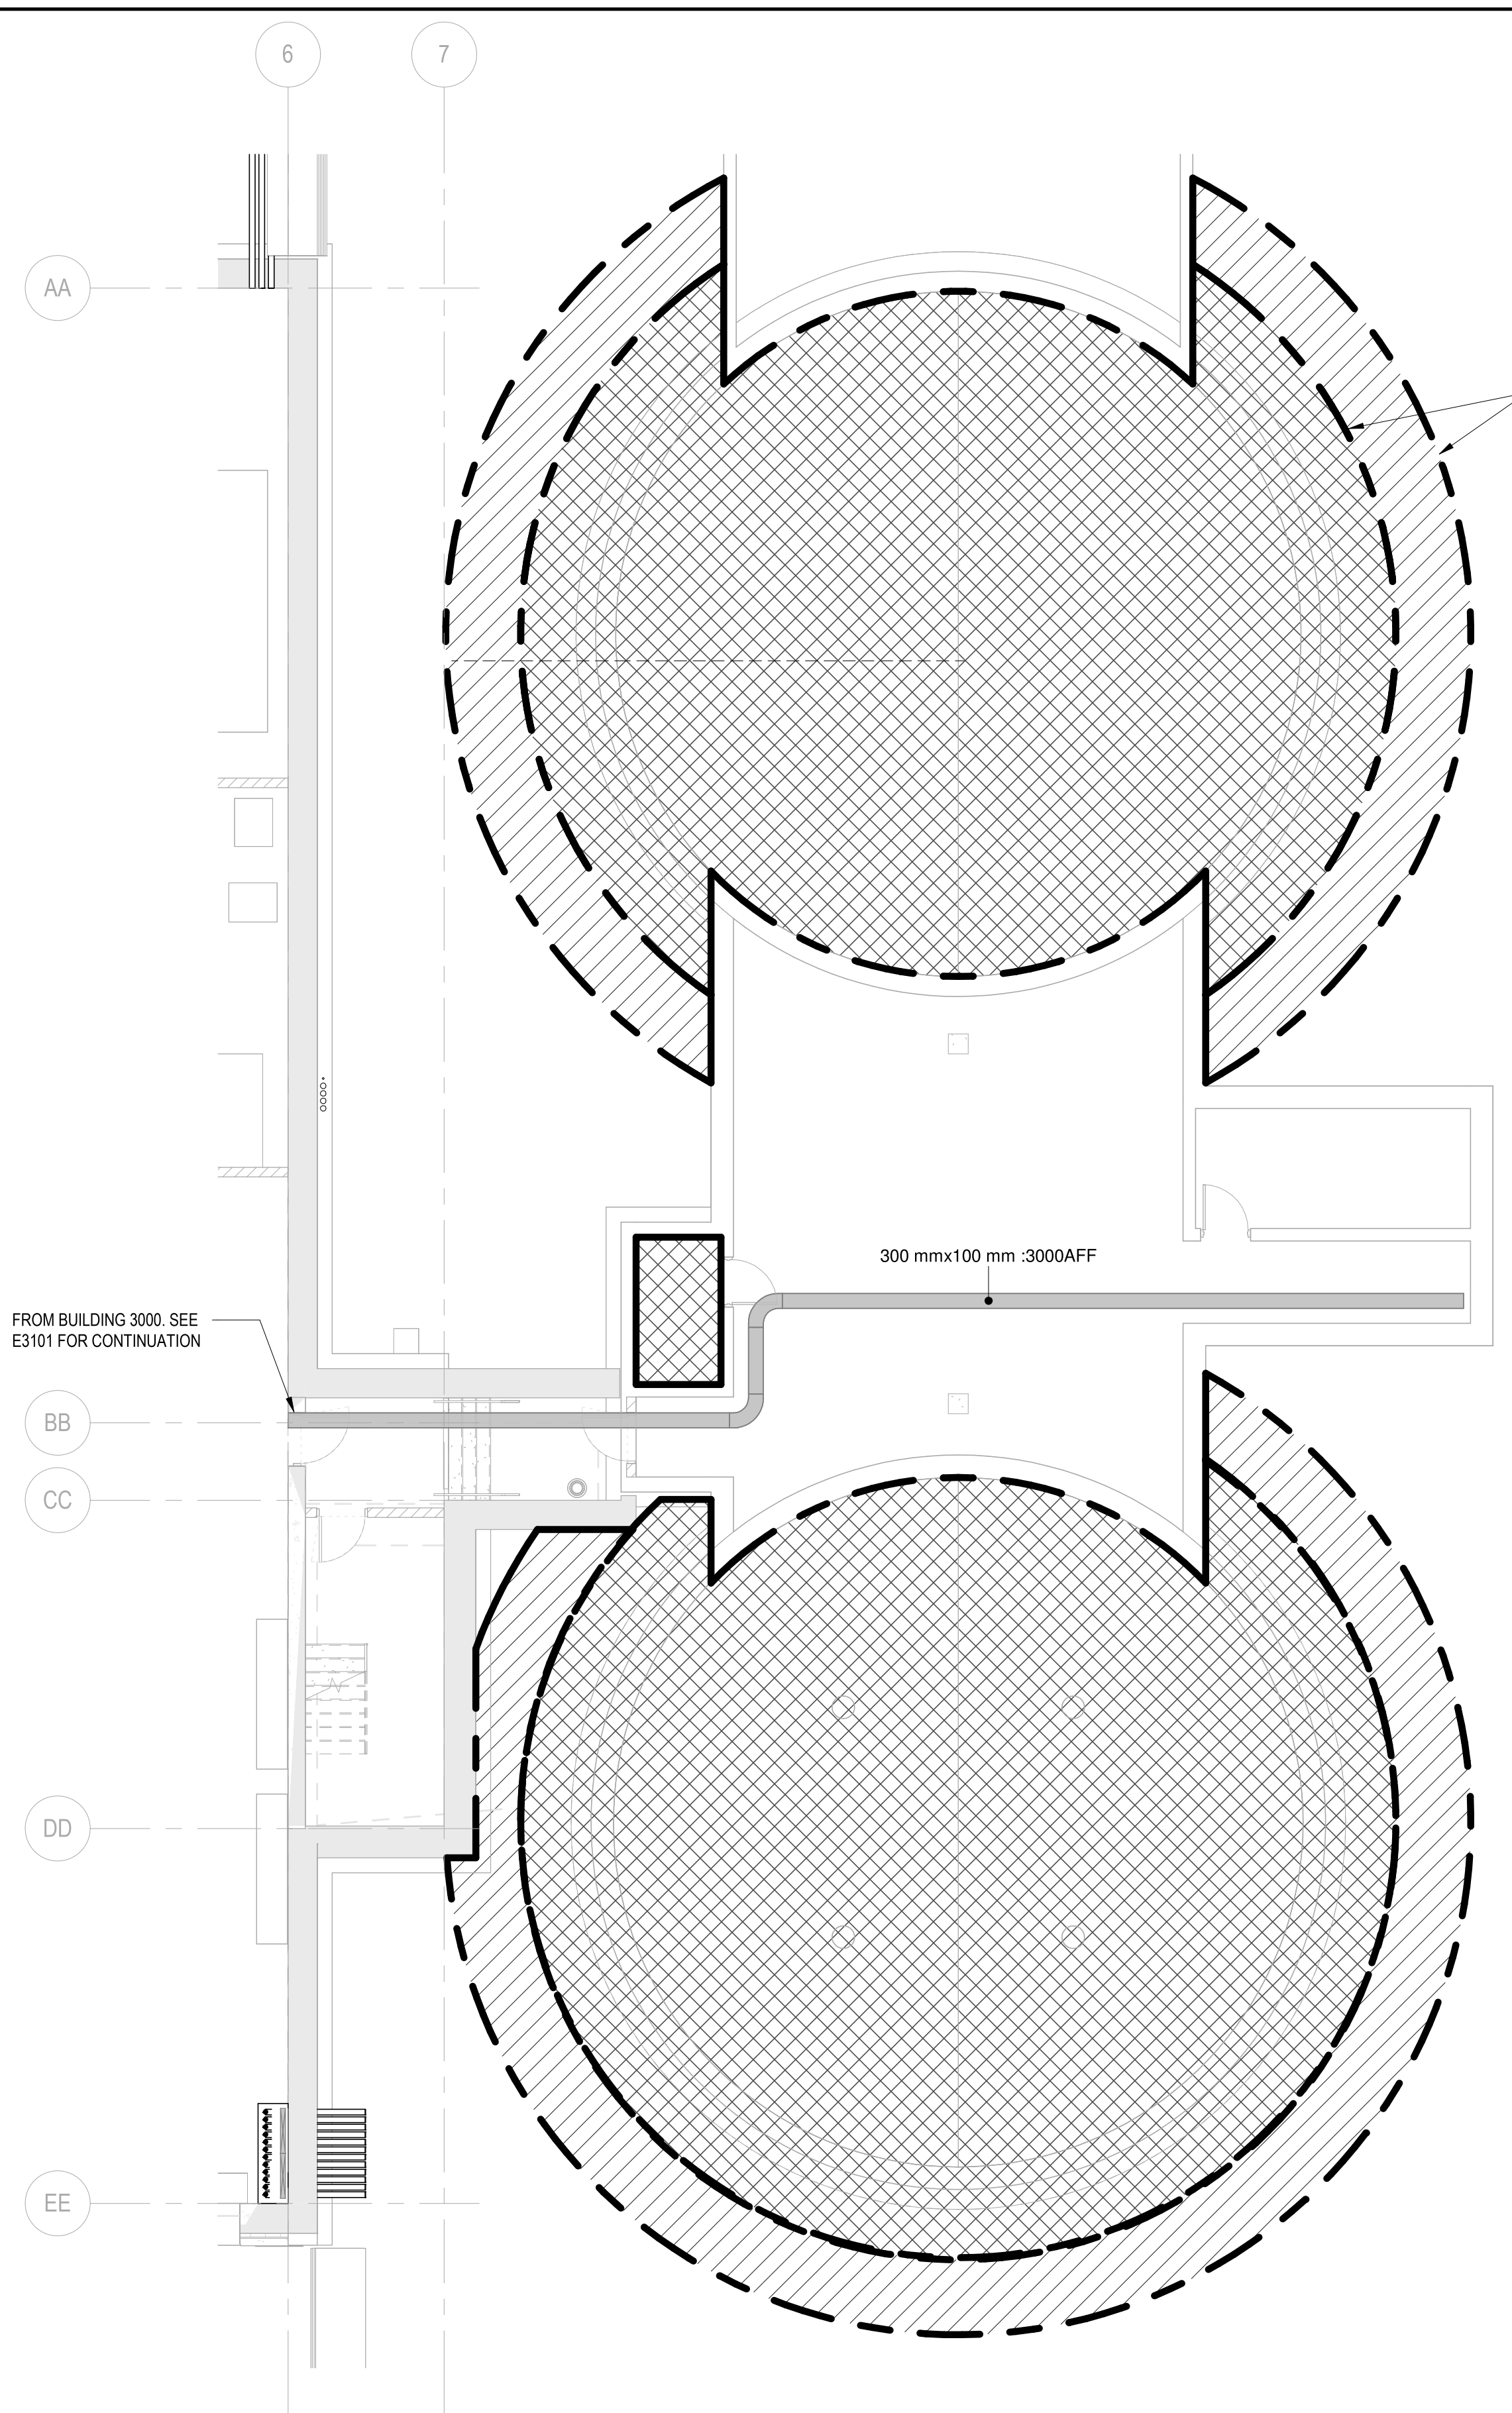 6
7
AA
300 mmx100 mm :3000AFF
FROM BUILDING 3000. SEE
E3101 FOR CONTINUATION
BB
CC
DD
EE